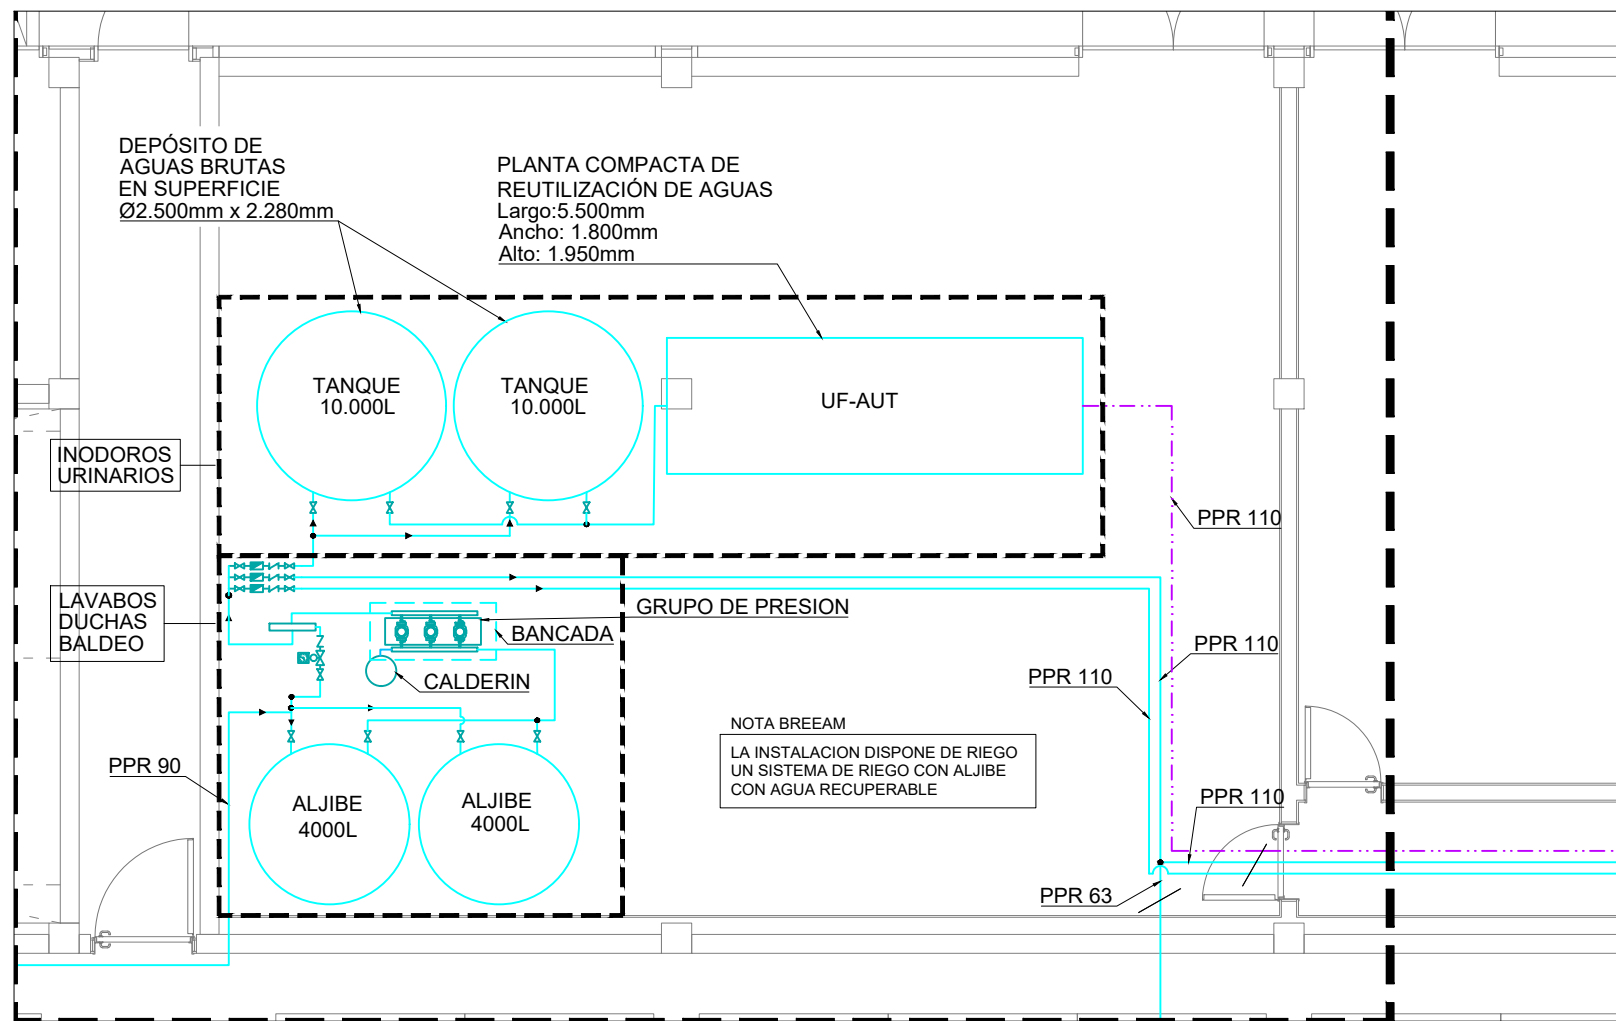 DEPÓSITO DE
AGUAS BRUTAS
EN SUPERFICIE
Ø2.500mm x 2.280mm
PLANTA COMPACTA DE
REUTILIZACIÓN DE AGUAS
Largo:5.500mm
Ancho: 1.800mm
Alto: 1.950mm
TANQUE
10.000L
TANQUE
10.000L
UF-AUT
INODOROS
URINARIOS
PPR 110
LAVABOS
DUCHAS
BALDEO
GRUPO DE PRESION
BANCADA
CALDERIN
PPR 110
PPR 110
NOTA BREEAM
LA INSTALACION DISPONE DE RIEGO
UN SISTEMA DE RIEGO CON ALJIBE
CON AGUA RECUPERABLE
PPR 90
ALJIBE
4000L
ALJIBE
4000L
PPR 110
PPR 63